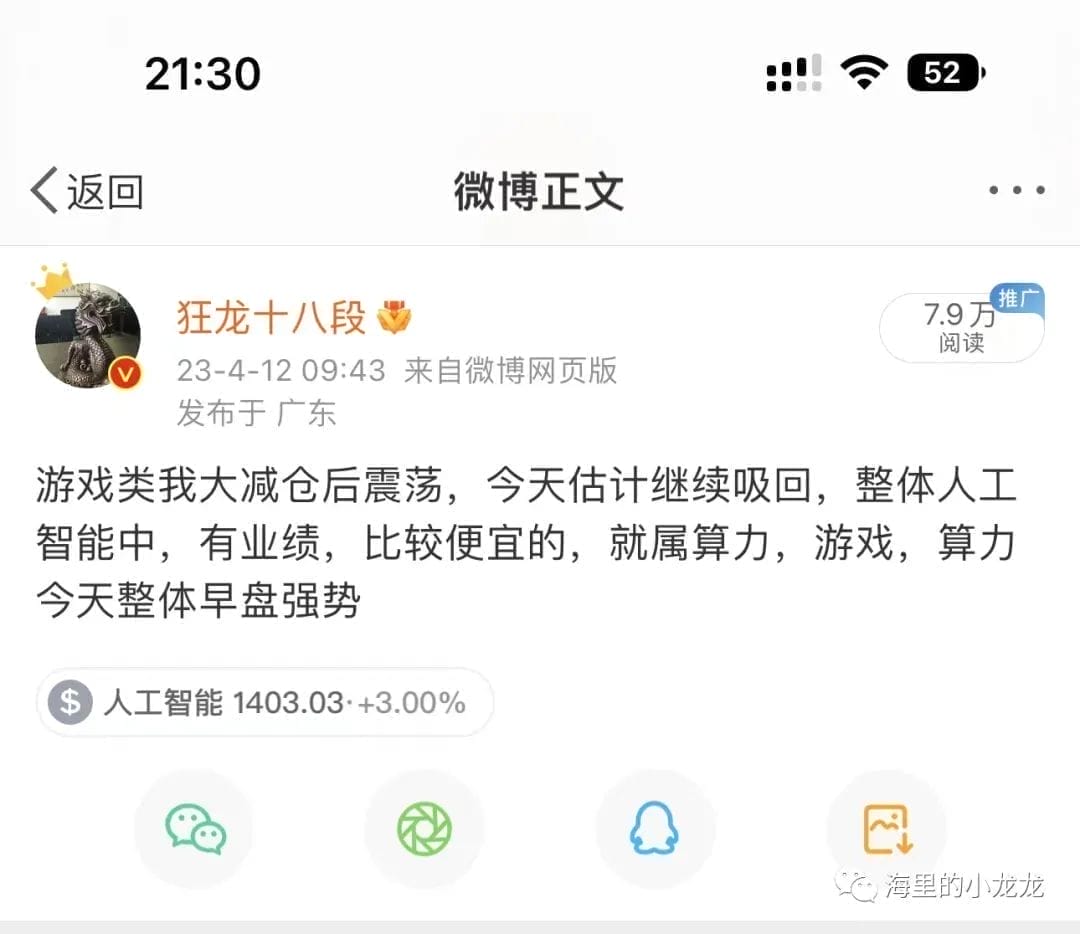 21:30
52
返回
微博正文
狂龙十八段
推广
7.9万
阅读
23-4-12 09:43 来自微博网页版
发布于 广东
游戏类我大减仓后震荡，今天估计继续吸回，整体人工
智能中，有业绩，比较便宜的，就属算力，游戏，算力
今天整体早盘强势
$ 人工智能 1403.03·+3.00%
海里的小龙龙